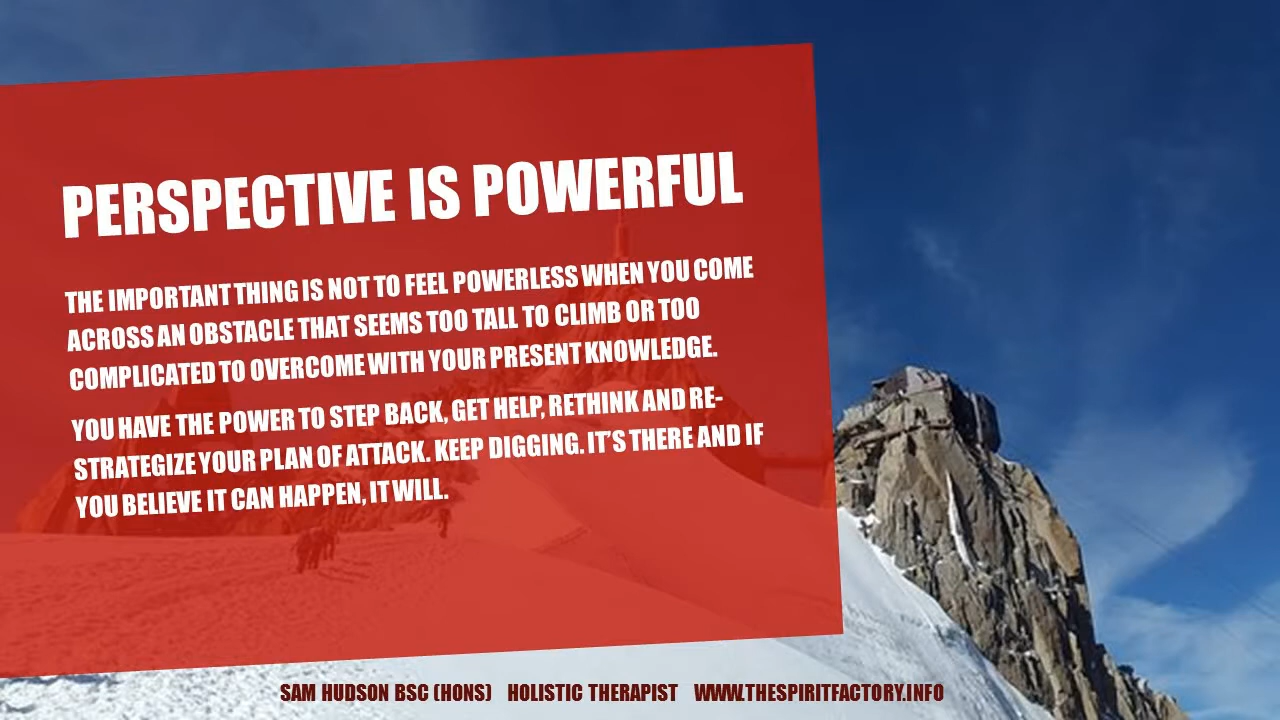 PERSPECTIVE IS POWERFUL
THE IMPORTANT THING IS NOT TO FEEL POWERLESS WHEN YOU COME
ACROSS AN OBSTACLE THAT SEEMS TOO TALL TO CLIMB OR TOO
COMPLICATED TO OVERCOME WITH YOUR PRESENT KNOWLEDGE.
YOU HAVE THE POWER TO STEP BACK, GET HELP, RETHINK AND RE-
STRATEGIZE YOUR PLAN OF ATTACK. KEEP DIGGING. IT’S THERE AND IF
YOU BELIEVE IT CAN HAPPEN, IT WILL.
SAM HUDSON BSC (HONS) HOLISTIC THERAPIST WWW.THESPIRITFACTORY.INFO